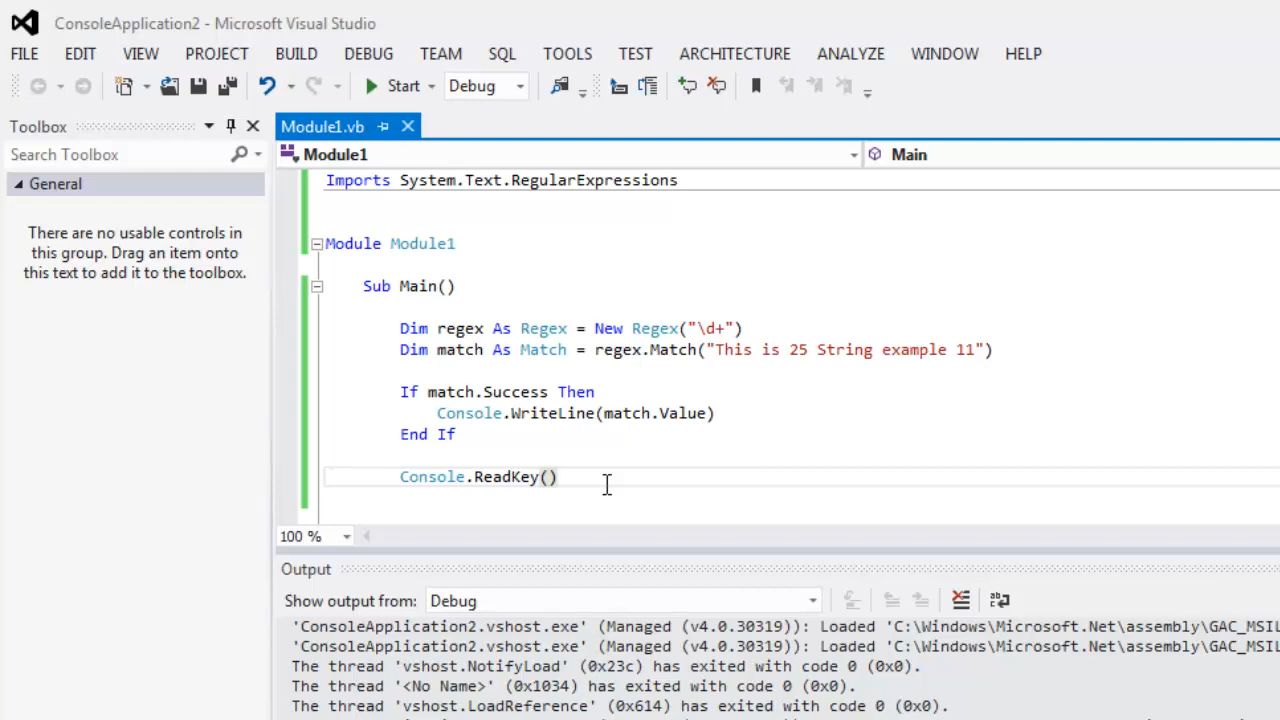 ConsoleApplication2 - Microsoft Visual Studio
FILE EDIT VIEW PROJECT BUILD DEBUG TEAM SQL TOOLS TEST ARCHITECTURE ANALYZE WINDOW HELP
Start Debug
Toolbox
Search Toolbox
General
There are no usable controls in
this group. Drag an item onto
this text to add it to the toolbox.
Module1.vb
Module1 Main
Imports System.Text.RegularExpressions
Module Module1
Sub Main()
Dim regex As Regex = New Regex("\d+")
Dim match As Match = regex.Match("This is 25 String example 11")
If match.Success Then
Console.WriteLine(match.Value)
End If
Console.ReadKey()
100 %
Output
Show output from: Debug
'ConsoleApplication2.vshost.exe' (Managed (v4.0.30319)): Loaded 'C:\Windows\Microsoft.Net\assembly\GAC_MSIL
'ConsoleApplication2.vshost.exe' (Managed (v4.0.30319)): Loaded 'C:\Windows\Microsoft.Net\assembly\GAC_MSIL
The thread 'vshost.NotifyLoad' (0x23c) has exited with code 0 (0x0).
The thread '<No Name>' (0x1034) has exited with code 0 (0x0).
The thread 'vshost.LoadReference' (0x614) has exited with code 0 (0x0).